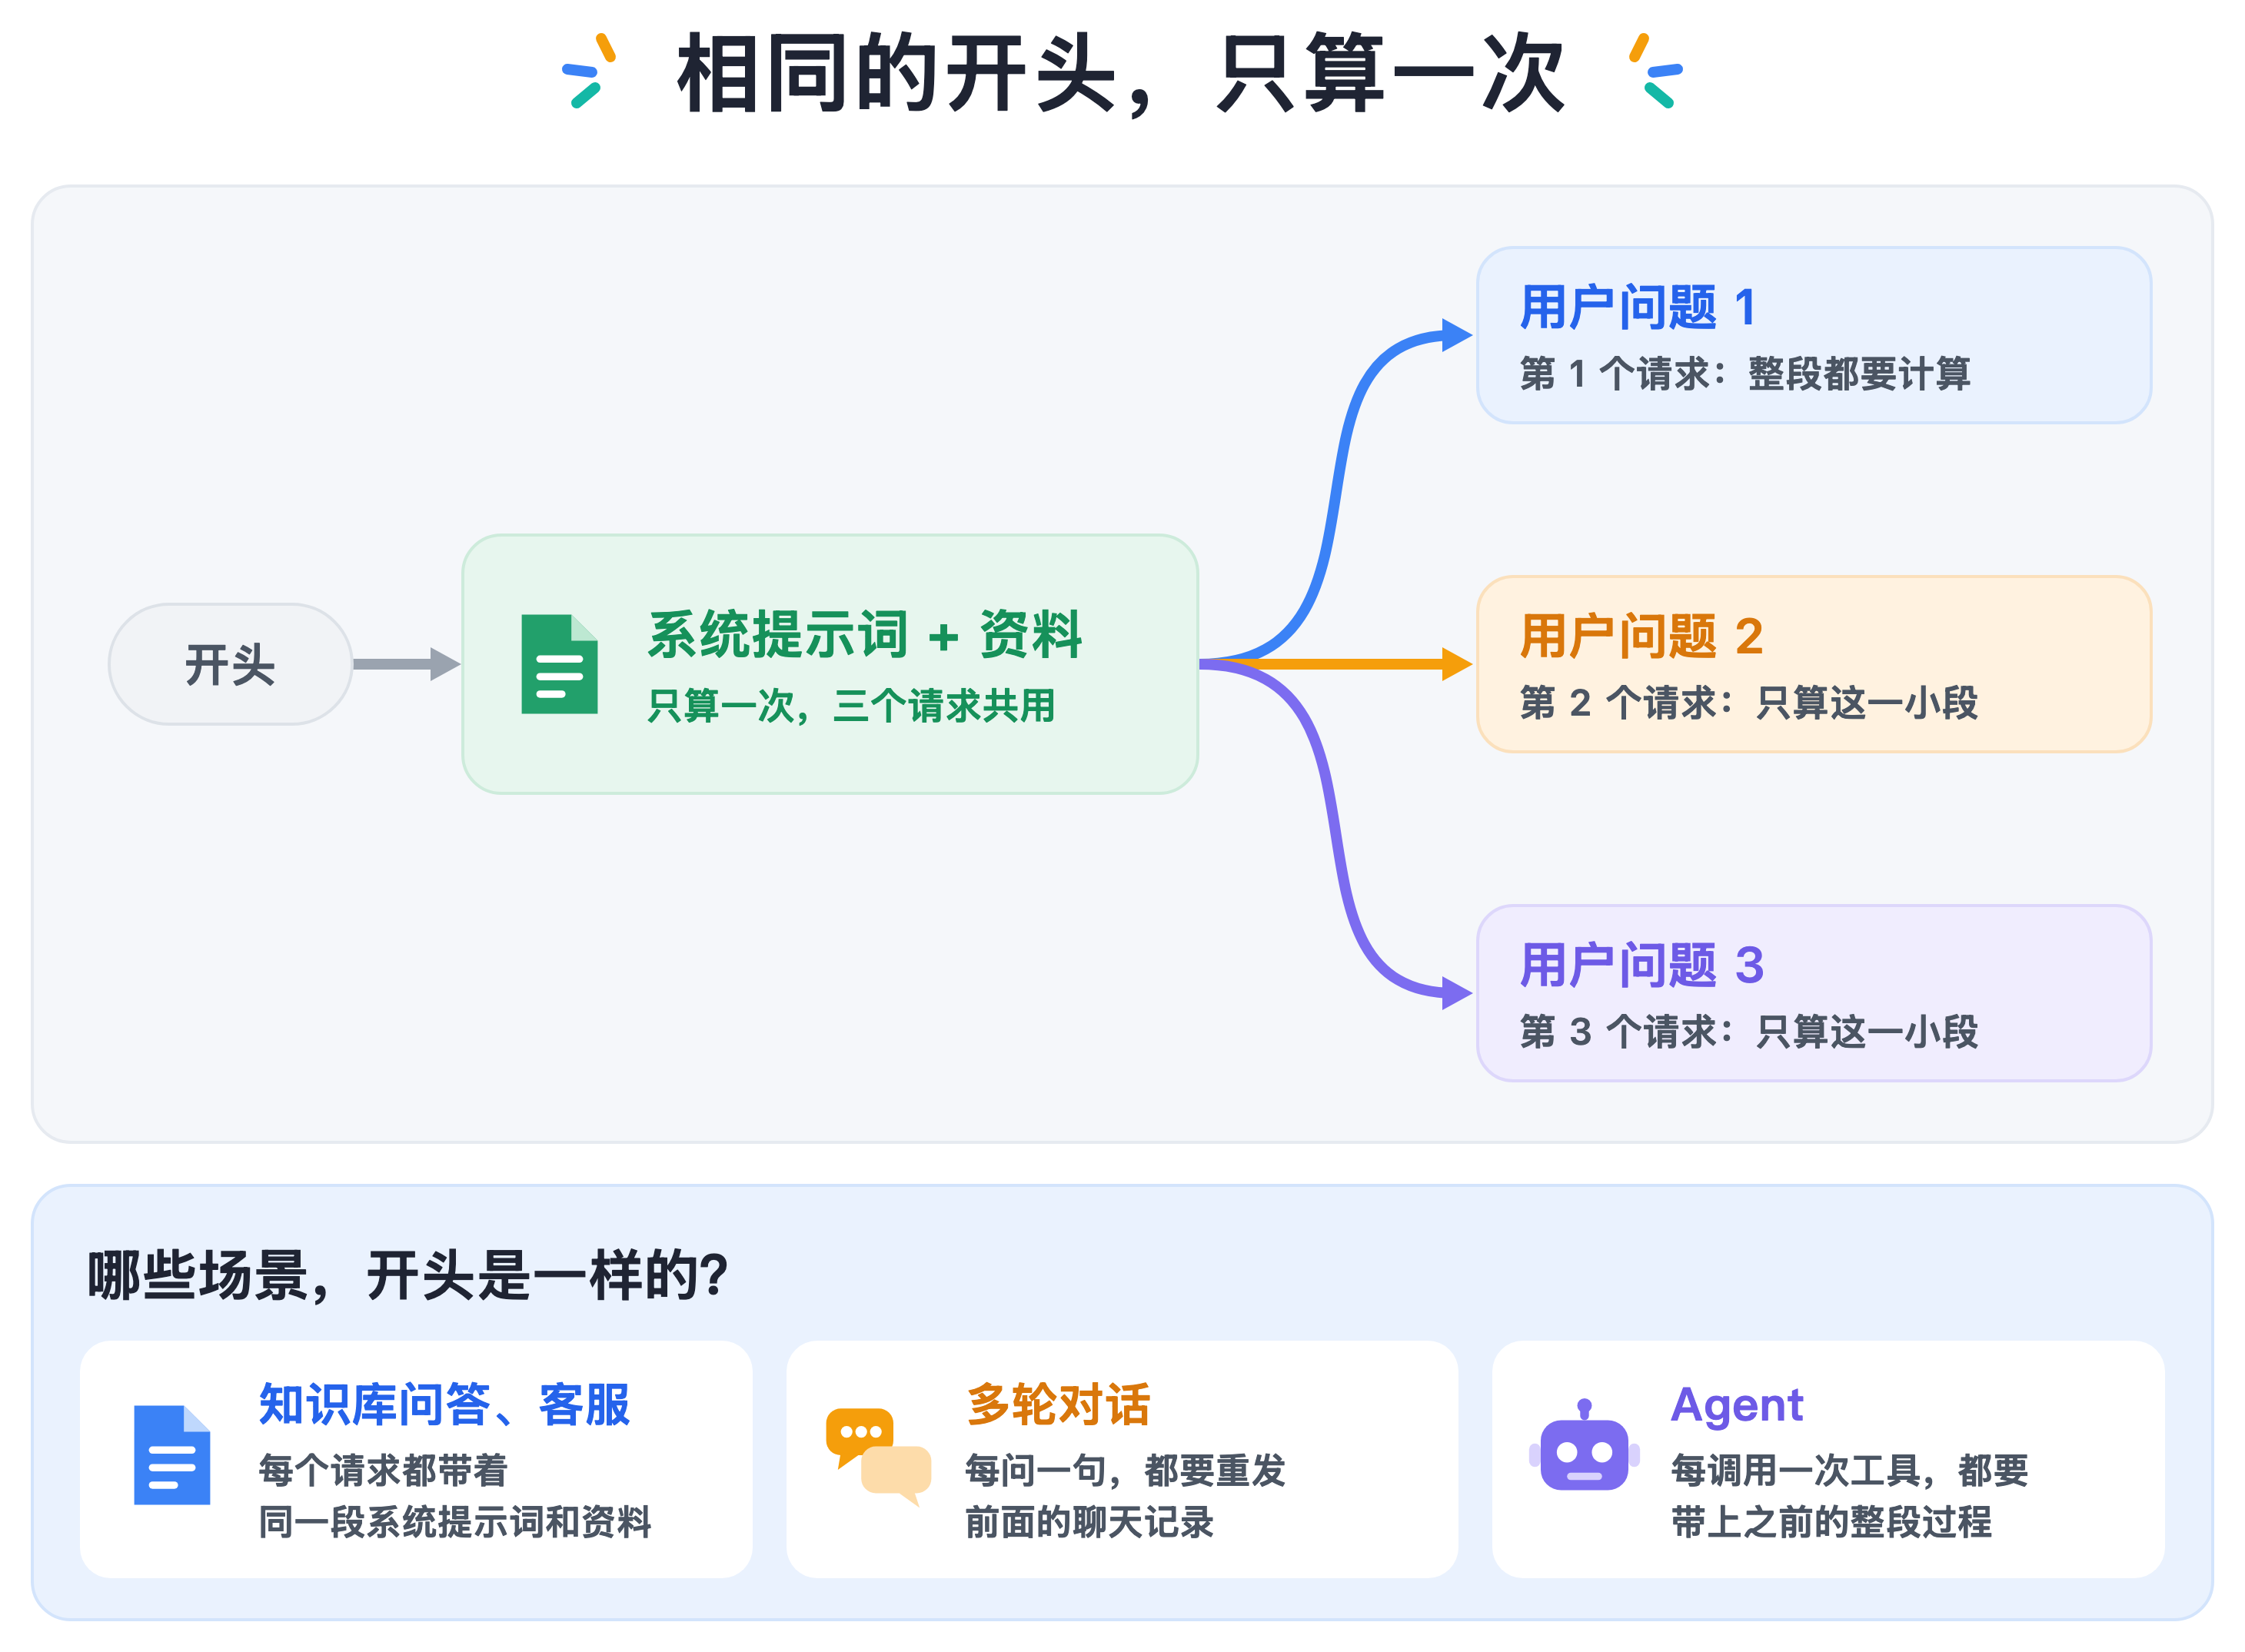 相同的开头，只算一次
开头
系统提示词 + 资料
只算一次，三个请求共用
用户问题 1
第 1 个请求：整段都要计算
用户问题 2
第 2 个请求：只算这一小段
用户问题 3
第 3 个请求：只算这一小段
哪些场景，开头是一样的?
知识库问答、客服
每个请求都带着
同一段系统提示词和资料
多轮对话
每问一句，都要重发
前面的聊天记录
Agent
每调用一次工具，都要
带上之前的整段过程